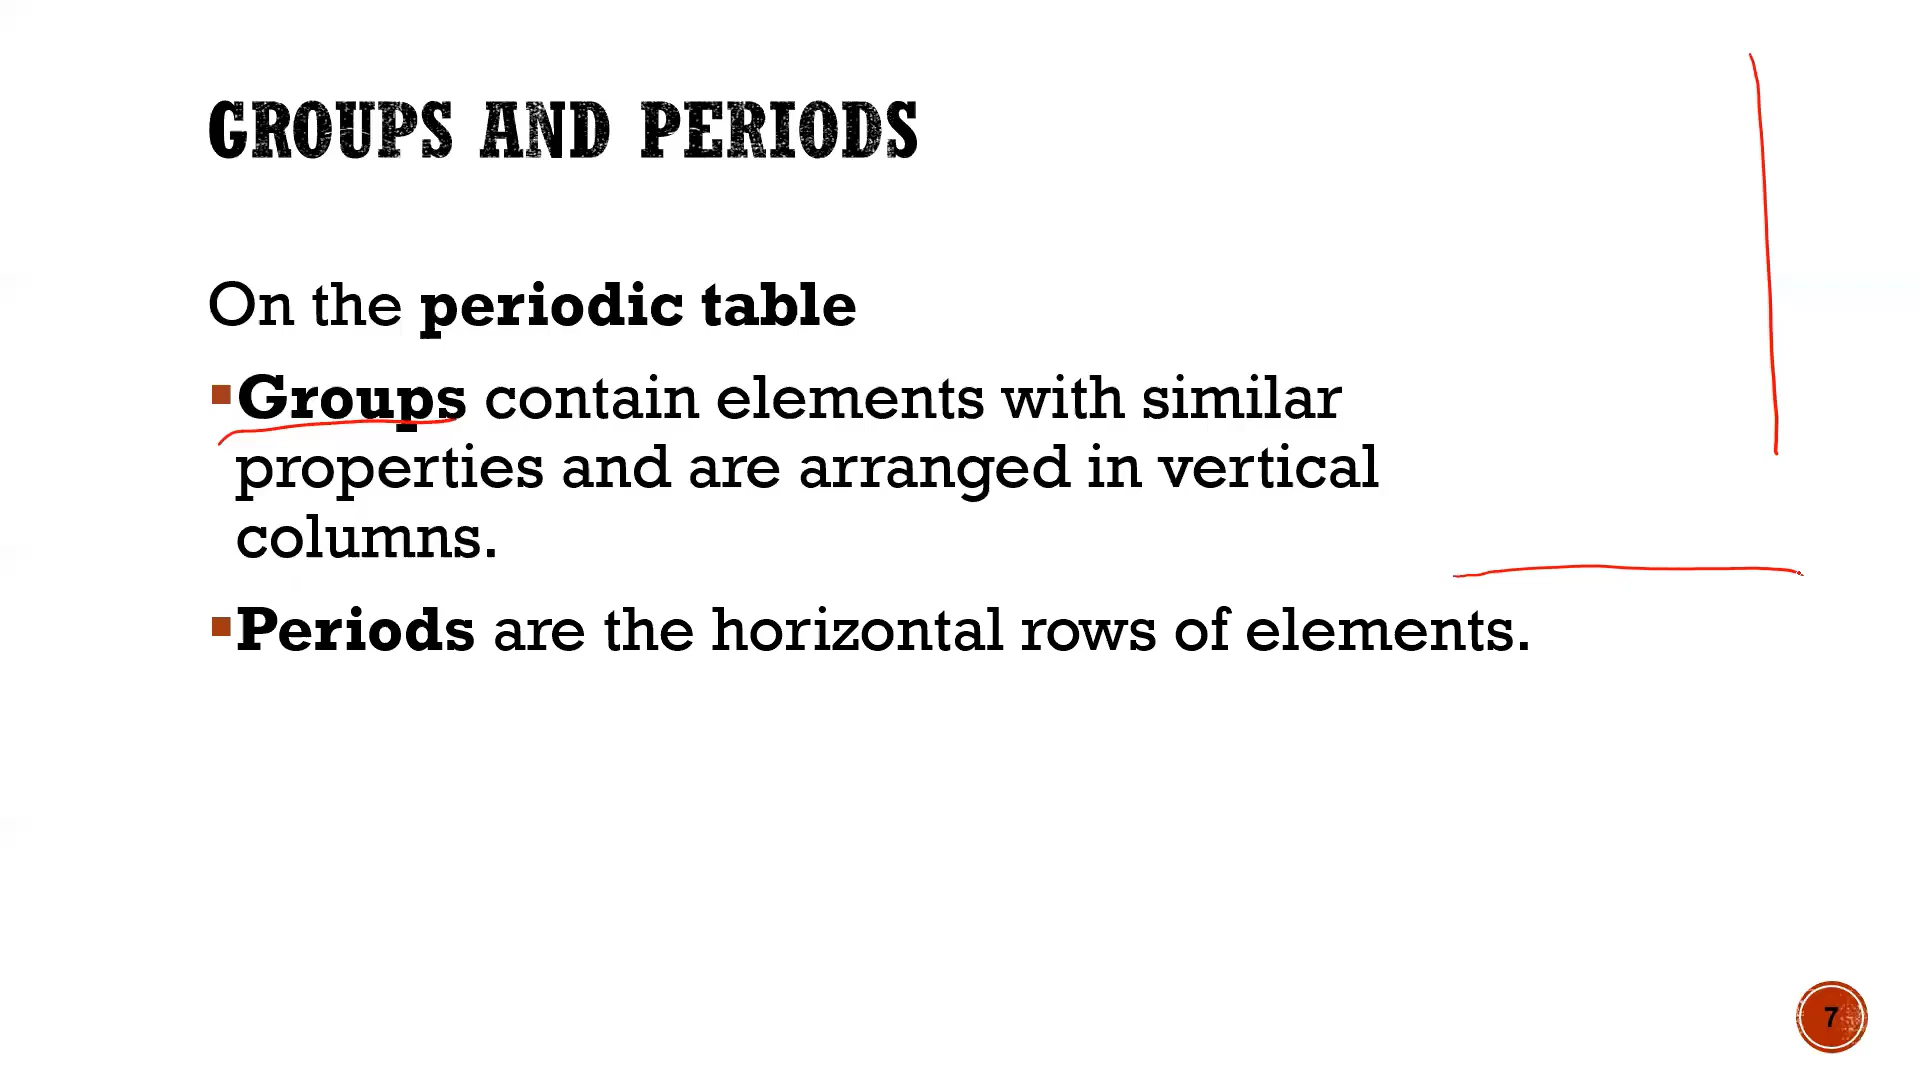 GROUPS AND PERIODS
On the periodic table
▪Groups contain elements with similar
properties and are arranged in vertical
columns.
▪Periods are the horizontal rows of elements.
7